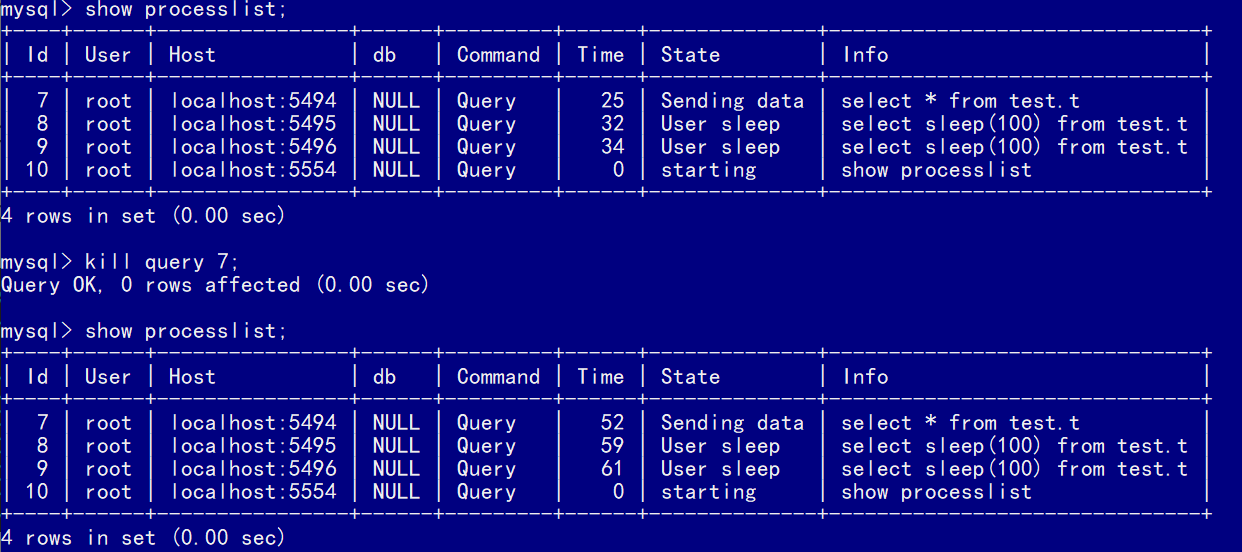 mysql> show processlist;
+----+------+----------------+------+---------+------+--------------+---------------------------------+
| Id | User | Host           | db   | Command | Time | State        | Info                            |
+----+------+----------------+------+---------+------+--------------+---------------------------------+
|  7 | root | localhost:5494 | NULL | Query   |   25 | Sending data | select * from test.t            |
|  8 | root | localhost:5495 | NULL | Query   |   32 | User sleep   | select sleep(100) from test.t   |
|  9 | root | localhost:5496 | NULL | Query   |   34 | User sleep   | select sleep(100) from test.t   |
| 10 | root | localhost:5554 | NULL | Query   |    0 | starting     | show processlist                |
+----+------+----------------+------+---------+------+--------------+---------------------------------+
4 rows in set (0.00 sec)

mysql> kill query 7;
Query OK, 0 rows affected (0.00 sec)

mysql> show processlist;
+----+------+----------------+------+---------+------+--------------+---------------------------------+
| Id | User | Host           | db   | Command | Time | State        | Info                            |
+----+------+----------------+------+---------+------+--------------+---------------------------------+
|  7 | root | localhost:5494 | NULL | Query   |   52 | Sending data | select * from test.t            |
|  8 | root | localhost:5495 | NULL | Query   |   59 | User sleep   | select sleep(100) from test.t   |
|  9 | root | localhost:5496 | NULL | Query   |   61 | User sleep   | select sleep(100) from test.t   |
| 10 | root | localhost:5554 | NULL | Query   |    0 | starting     | show processlist                |
+----+------+----------------+------+---------+------+--------------+---------------------------------+
4 rows in set (0.00 sec)